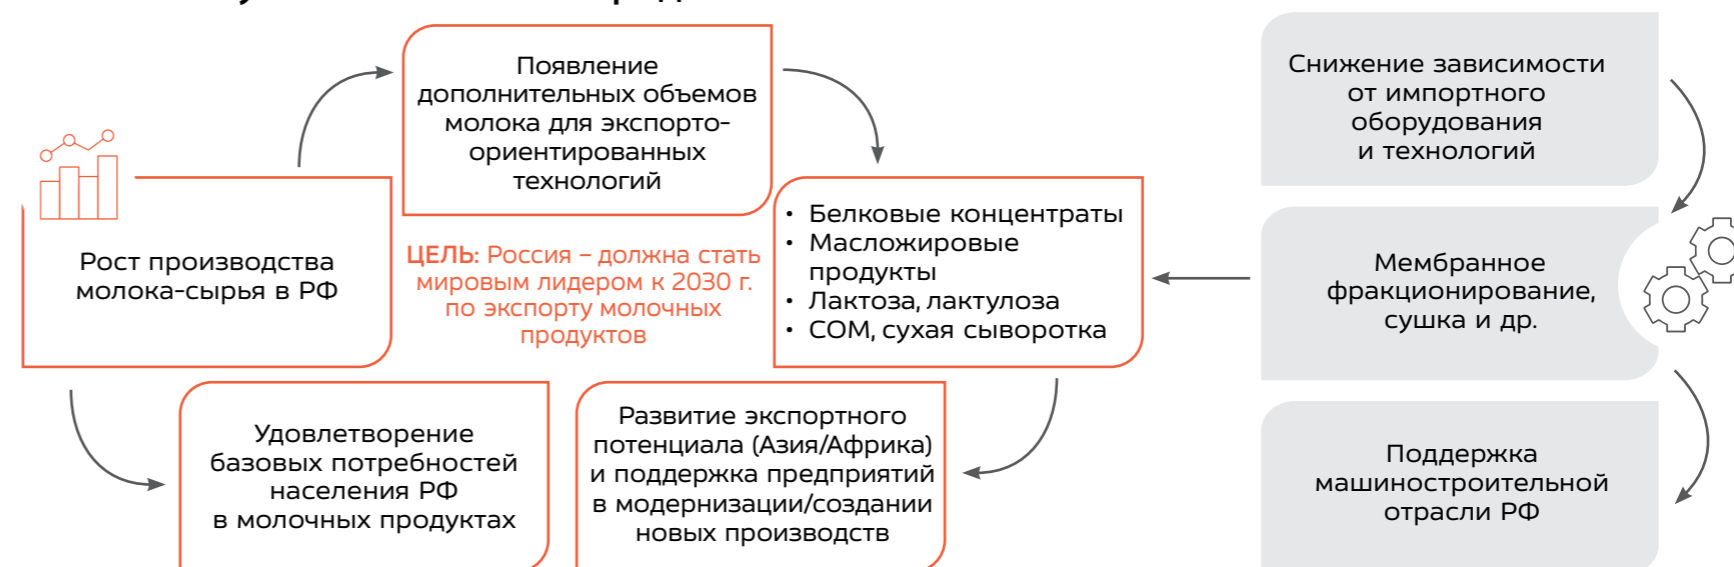 Появление
дополнительных объемов
молока для экспорто-
ориентированных
технологий
Рост производства
молока-сырья в РФ
ЦЕЛЬ: Россия – должна стать
мировым лидером к 2030 г.
по экспорту молочных
продуктов
• Белковые концентраты
• Масложировые
продукты
• Лактоза, лактулоза
• СОМ, сухая сыворотка
Удовлетворение
базовых потребностей
населения РФ
в молочных продуктах
Развитие экспортного
потенциала (Азия/Африка)
и поддержка предприятий
в модернизации/создании
новых производств
Снижение зависимости
от импортного
оборудования
и технологий
Мембранное
фракционирование,
сушка и др.
Поддержка
машиностроительной
отрасли РФ